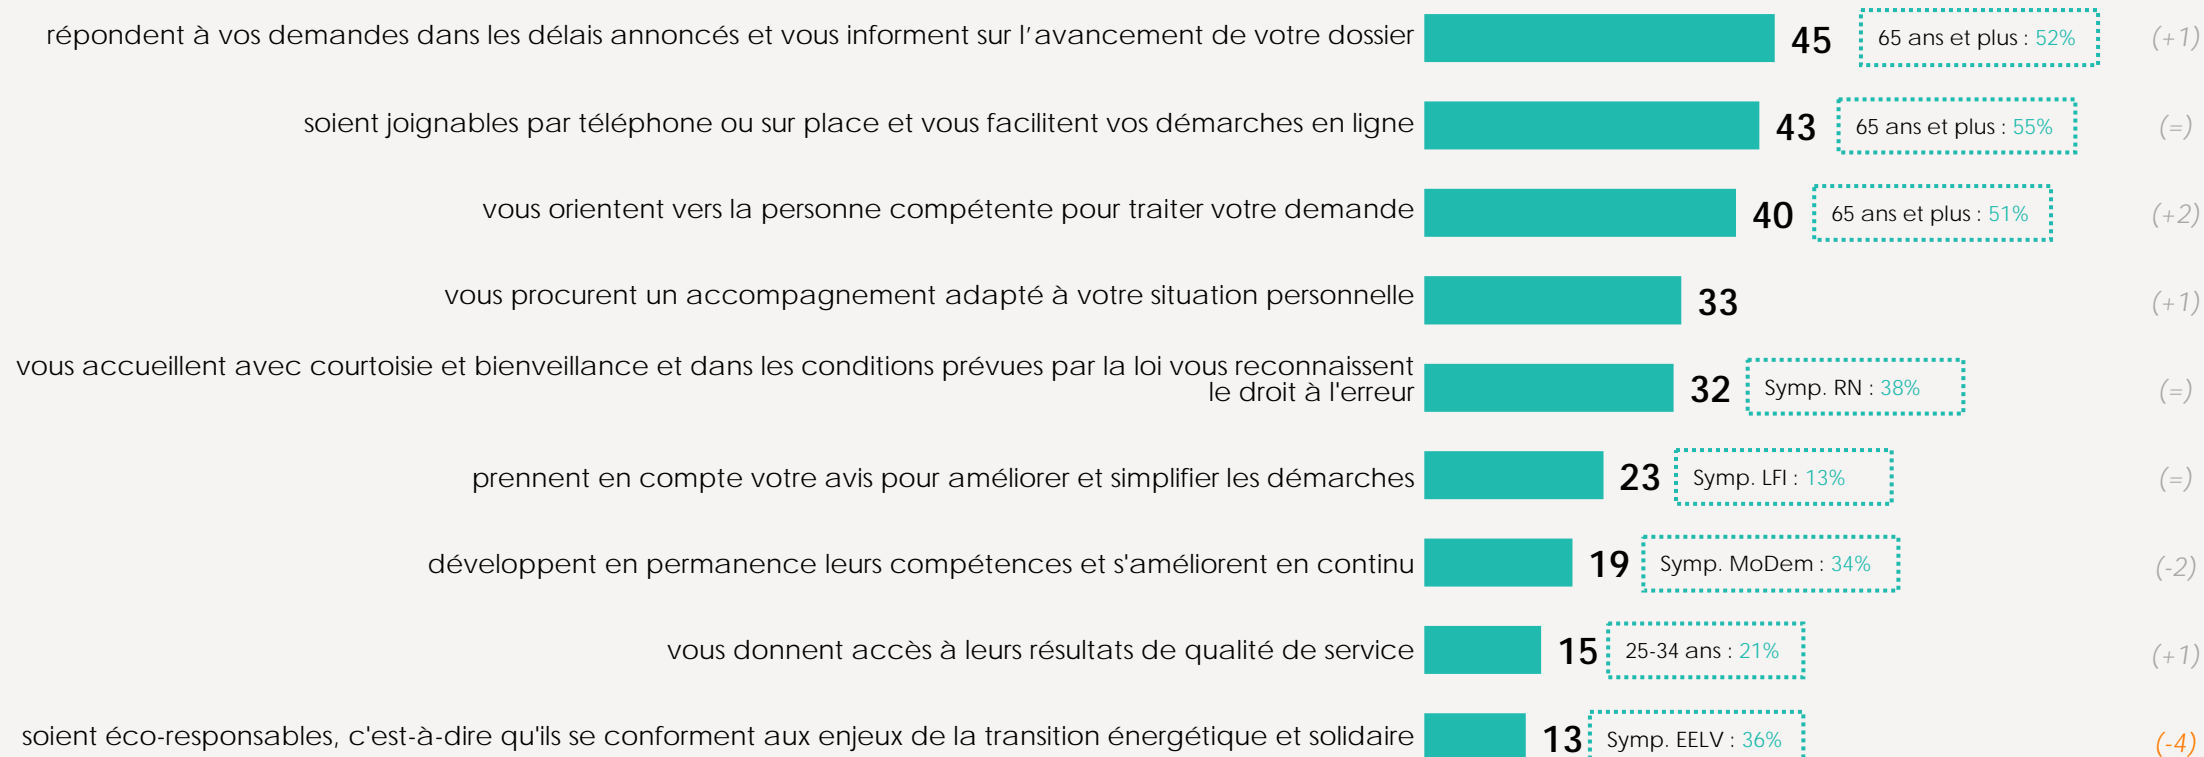 répondent à vos demandes dans les délais annoncés et vous informent sur l'avancement de votre dossier 45 65 ans et plus : 52% (+1)
soient joignables par téléphone ou sur place et vous facilitent vos démarches en ligne 43 65 ans et plus : 55% (=)
vous orientent vers la personne compétente pour traiter votre demande 40 65 ans et plus : 51% (+2)
vous procurent un accompagnement adapté à votre situation personnelle 33 (+1)
vous accueillent avec courtoisie et bienveillance et dans les conditions prévues par la loi vous reconnaissent
le droit à l'erreur 32 Symp. RN : 38% (=)
prennent en compte votre avis pour améliorer et simplifier les démarches 23 Symp. LFI : 13% (=)
développent en permanence leurs compétences et s'améliorent en continu 19 Symp. MoDem : 34% (-2)
vous donnent accès à leurs résultats de qualité de service 15 25-34 ans : 21% (+1)
soient éco-responsables, c'est-à-dire qu'ils se conforment aux enjeux de la transition énergétique et solidaire 13 Symp. EELV : 36% (-4)